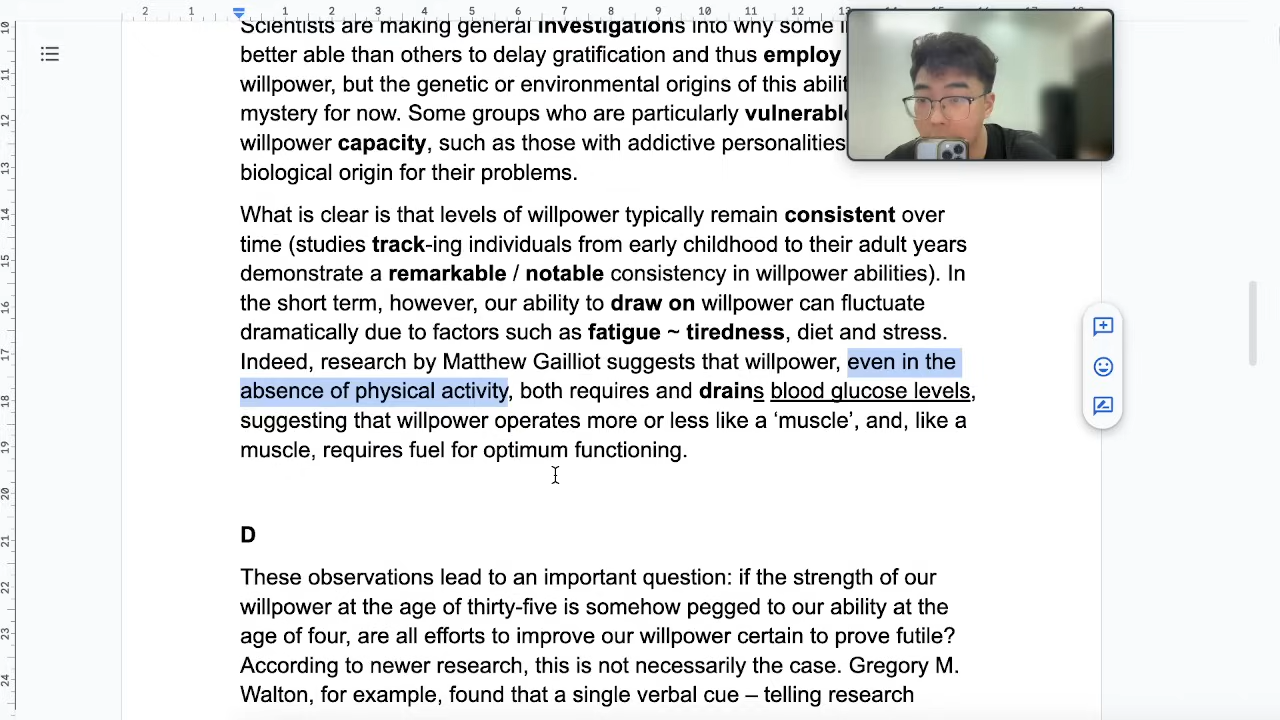 Scientists are making general investigations into why some
better able than others to delay gratification and thus employ
willpower, but the genetic or environmental origins of this
mystery for now. Some groups who are particularly vulnerable
willpower capacity, such as those with addictive personalities
biological origin for their problems.
What is clear is that levels of willpower typically remain consistent over
time (studies track-ing individuals from early childhood to their adult years
demonstrate a remarkable / notable consistency in willpower abilities). In
the short term, however, our ability to draw on willpower can fluctuate
dramatically due to factors such as fatigue ~ tiredness, diet and stress.
Indeed, research by Matthew Gailliot suggests that willpower, even in the
absence of physical activity, both requires and drains blood glucose levels,
suggesting that willpower operates more or less like a ‘muscle’, and, like a
muscle, requires fuel for optimum functioning.
D
These observations lead to an important question: if the strength of our
willpower at the age of thirty-five is somehow pegged to our ability at the
age of four, are all efforts to improve our willpower certain to prove futile?
According to newer research, this is not necessarily the case. Gregory M.
Walton, for example, found that a single verbal cue – telling research